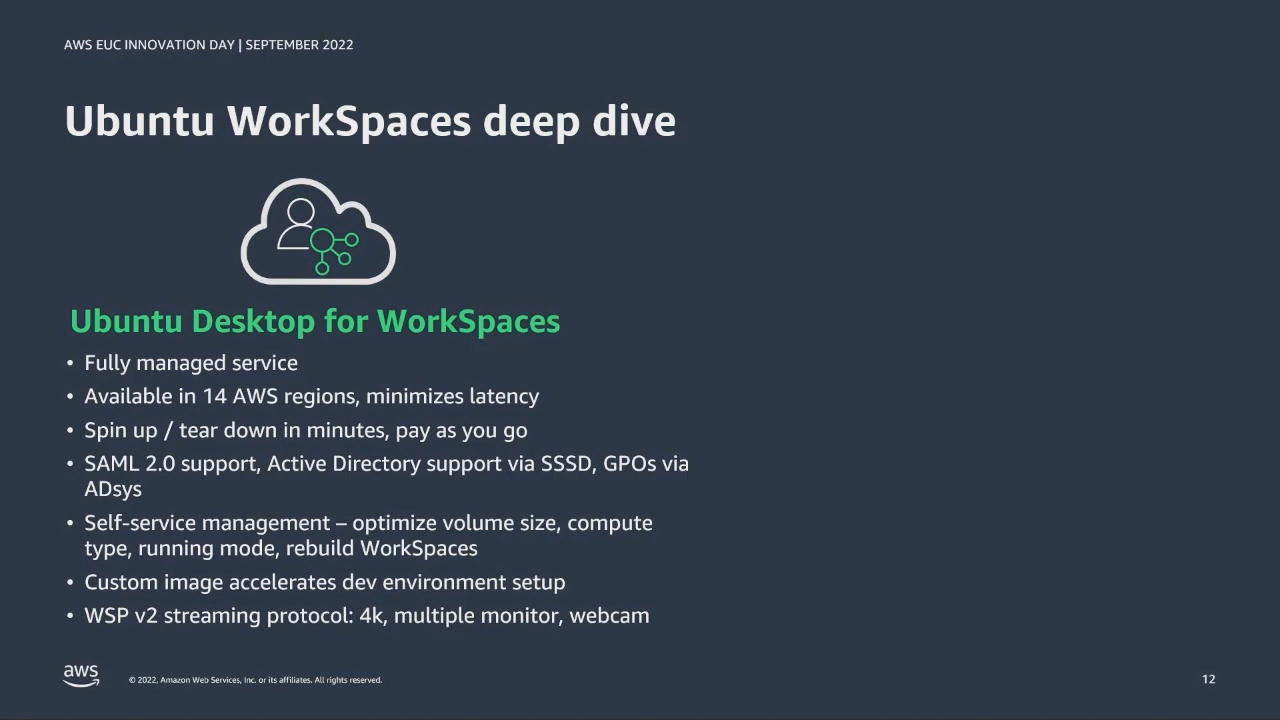 AWS EUC INNOVATION DAY | SEPTEMBER 2022
Ubuntu WorkSpaces deep dive
Ubuntu Desktop for WorkSpaces
• Fully managed service
• Available in 14 AWS regions, minimizes latency
• Spin up / tear down in minutes, pay as you go
• SAML 2.0 support, Active Directory support via SSSD, GPOs via
ADsys
• Self-service management – optimize volume size, compute
type, running mode, rebuild WorkSpaces
• Custom image accelerates dev environment setup
• WSP v2 streaming protocol: 4k, multiple monitor, webcam
aws
© 2022, Amazon Web Services, Inc. or its affiliates. All rights reserved.
12